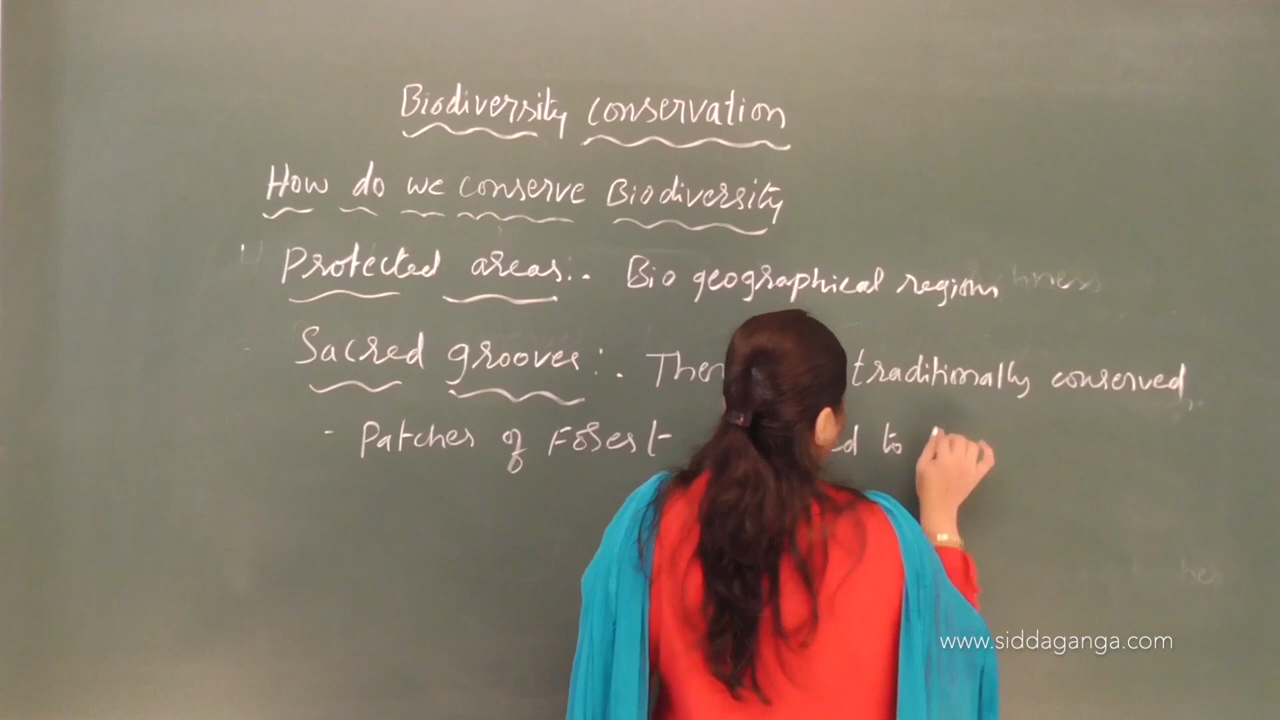 Biodiversity conservation
How do we conserve Biodiversity
Protected areas:. Bio geographical regions
Sacred grooves:. traditionally conserved,
- Patches of Forest to
www.siddaganga.com